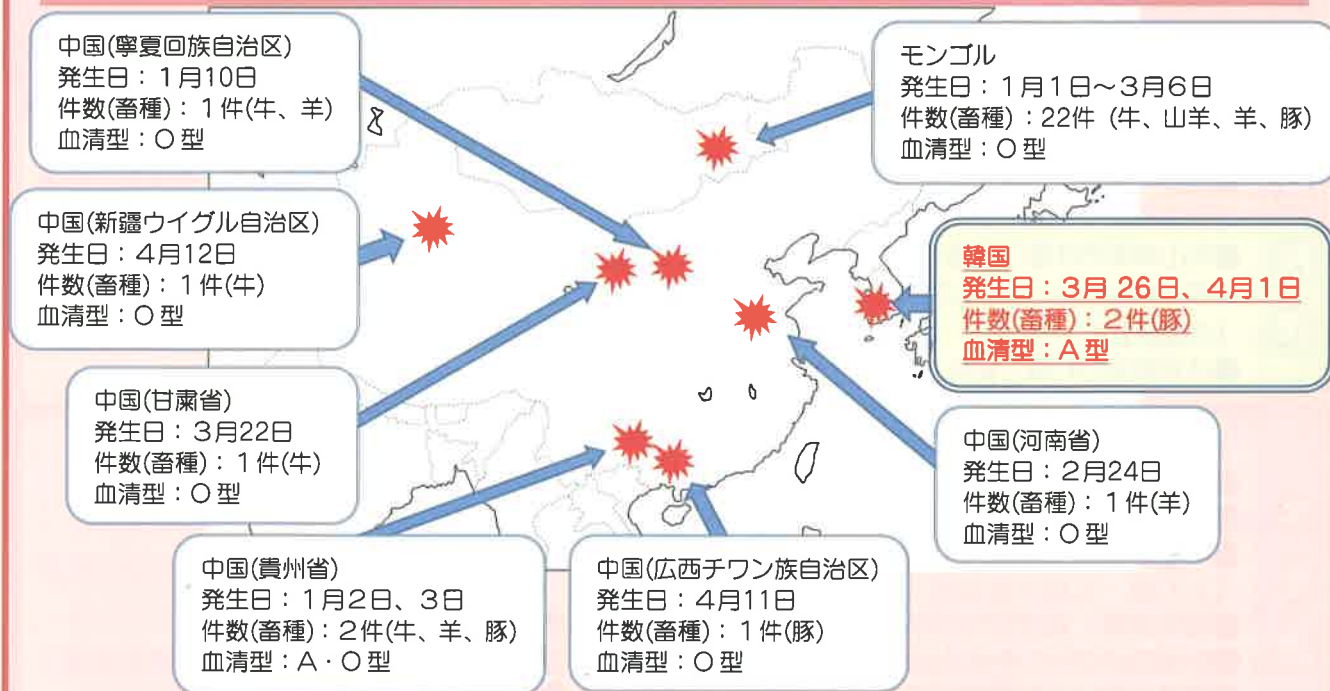 中国(寧夏回族自治区)
発生日：1月10日
件数(畜種)：1件(牛、羊)
血清型：O型
モンゴル
発生日：1月1日～3月6日
件数(畜種)：22件 (牛、山羊、羊、豚)
血清型：O型
中国(新疆ウイグル自治区)
発生日：4月12日
件数(畜種)：1件(牛)
血清型：O型
韓国
発生日：3月 26日、4月1日
件数(畜種)：2件(豚)
血清型：A型
中国(甘粛省)
発生日：3月22日
件数(畜種)：1件(牛)
血清型：O型
中国(河南省)
発生日：2月24日
件数(畜種)：1件(羊)
血清型：O型
中国(貴州省)
発生日：1月2日、3日
件数(畜種)：2件(牛、羊、豚)
血清型：A・O型
中国(広西チワン族自治区)
発生日：4月11日
件数(畜種)：1件(豚)
血清型：O型